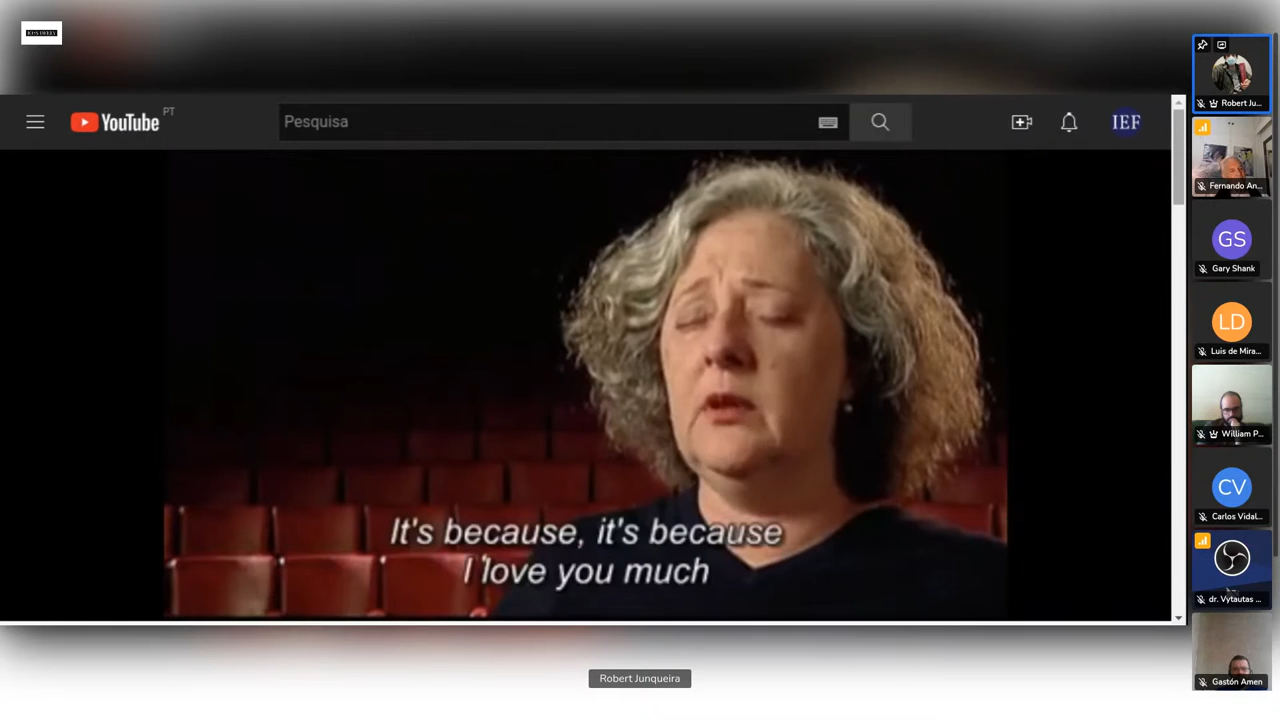 YouTube
PT
Pesquisa
IEF
It's because, it's because
I love you much
Robert Junqueira
Robert Ju...
Fernando An...
GS
Gary Shank
LD
Luis de Mira...
William P...
CV
Carlos Vidal...
dr. Vytautas ...
Gastón Amen